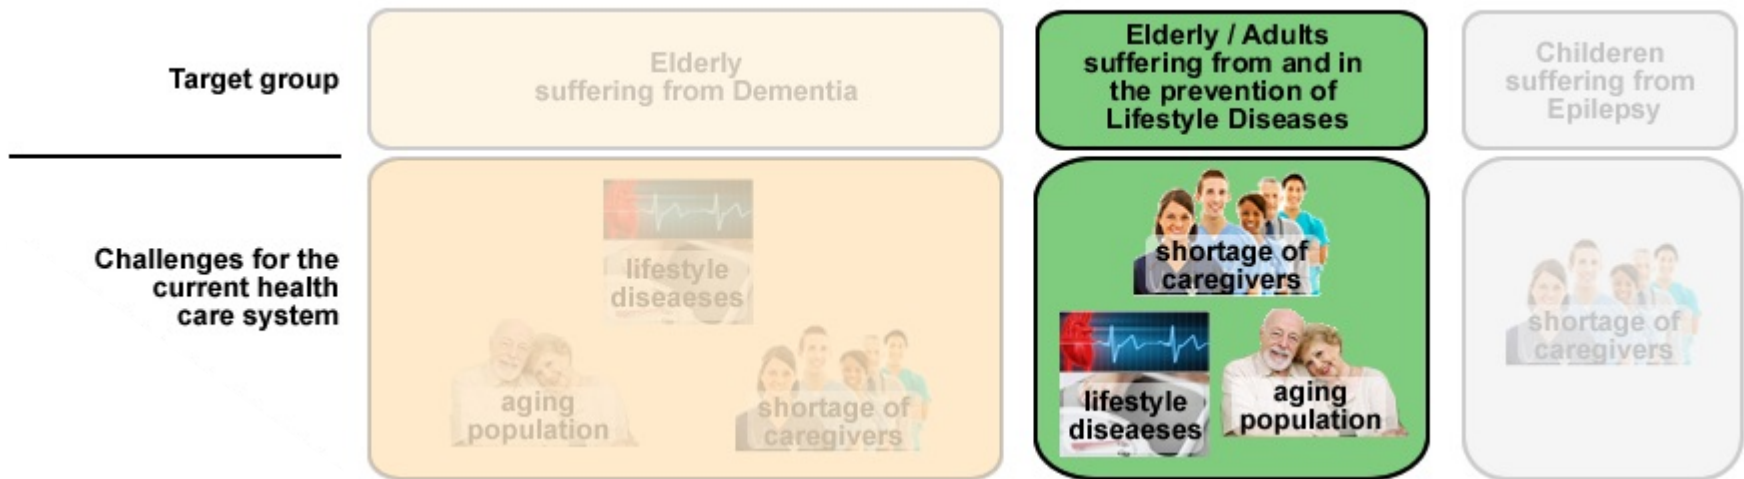 Target group
Elderly
suffering from Dementia
Elderly / Adults
suffering from and in
the prevention of
Lifestyle Diseases
Childeren
suffering from
Epilepsy
Challenges for the
current health
care system
lifestyle
diseaeses
aging
population
shortage of
caregivers
shortage of
caregivers
lifestyle
diseaeses
aging
population
shortage of
caregivers